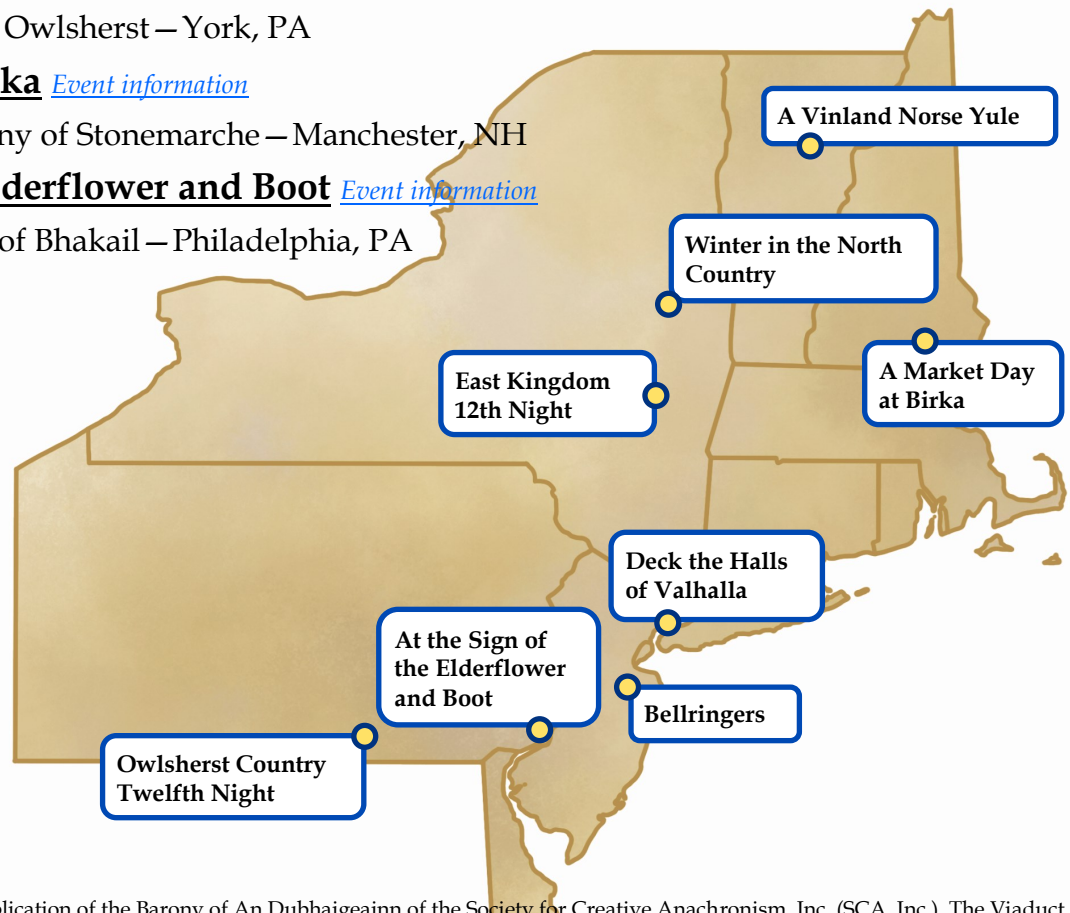 Owlsherst—York, PA
ka Event information
ny of Stonemarche—Manchester, NH
derflower and Boot Event information
of Bhakail—Philadelphia, PA
A Vinland Norse Yule
Winter in the North
Country
East Kingdom
12th Night
A Market Day
at Birka
Deck the Halls
of Valhalla
At the Sign of
the Elderflower
and Boot
Bellringers
Owlsherst Country
Twelfth Night
plication of the Barony of An Dubhaigeainn of the Society for Creative Anachronism, Inc. (SCA, Inc.). The Viaduct